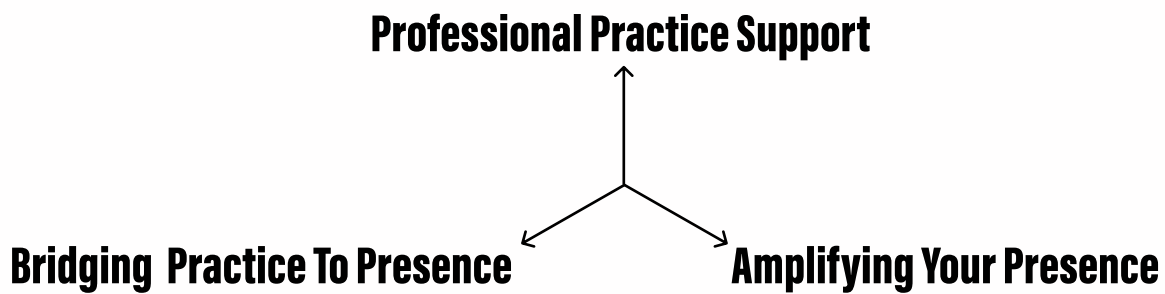 Professional Practice Support
Bridging Practice To Presence
Amplifying Your Presence